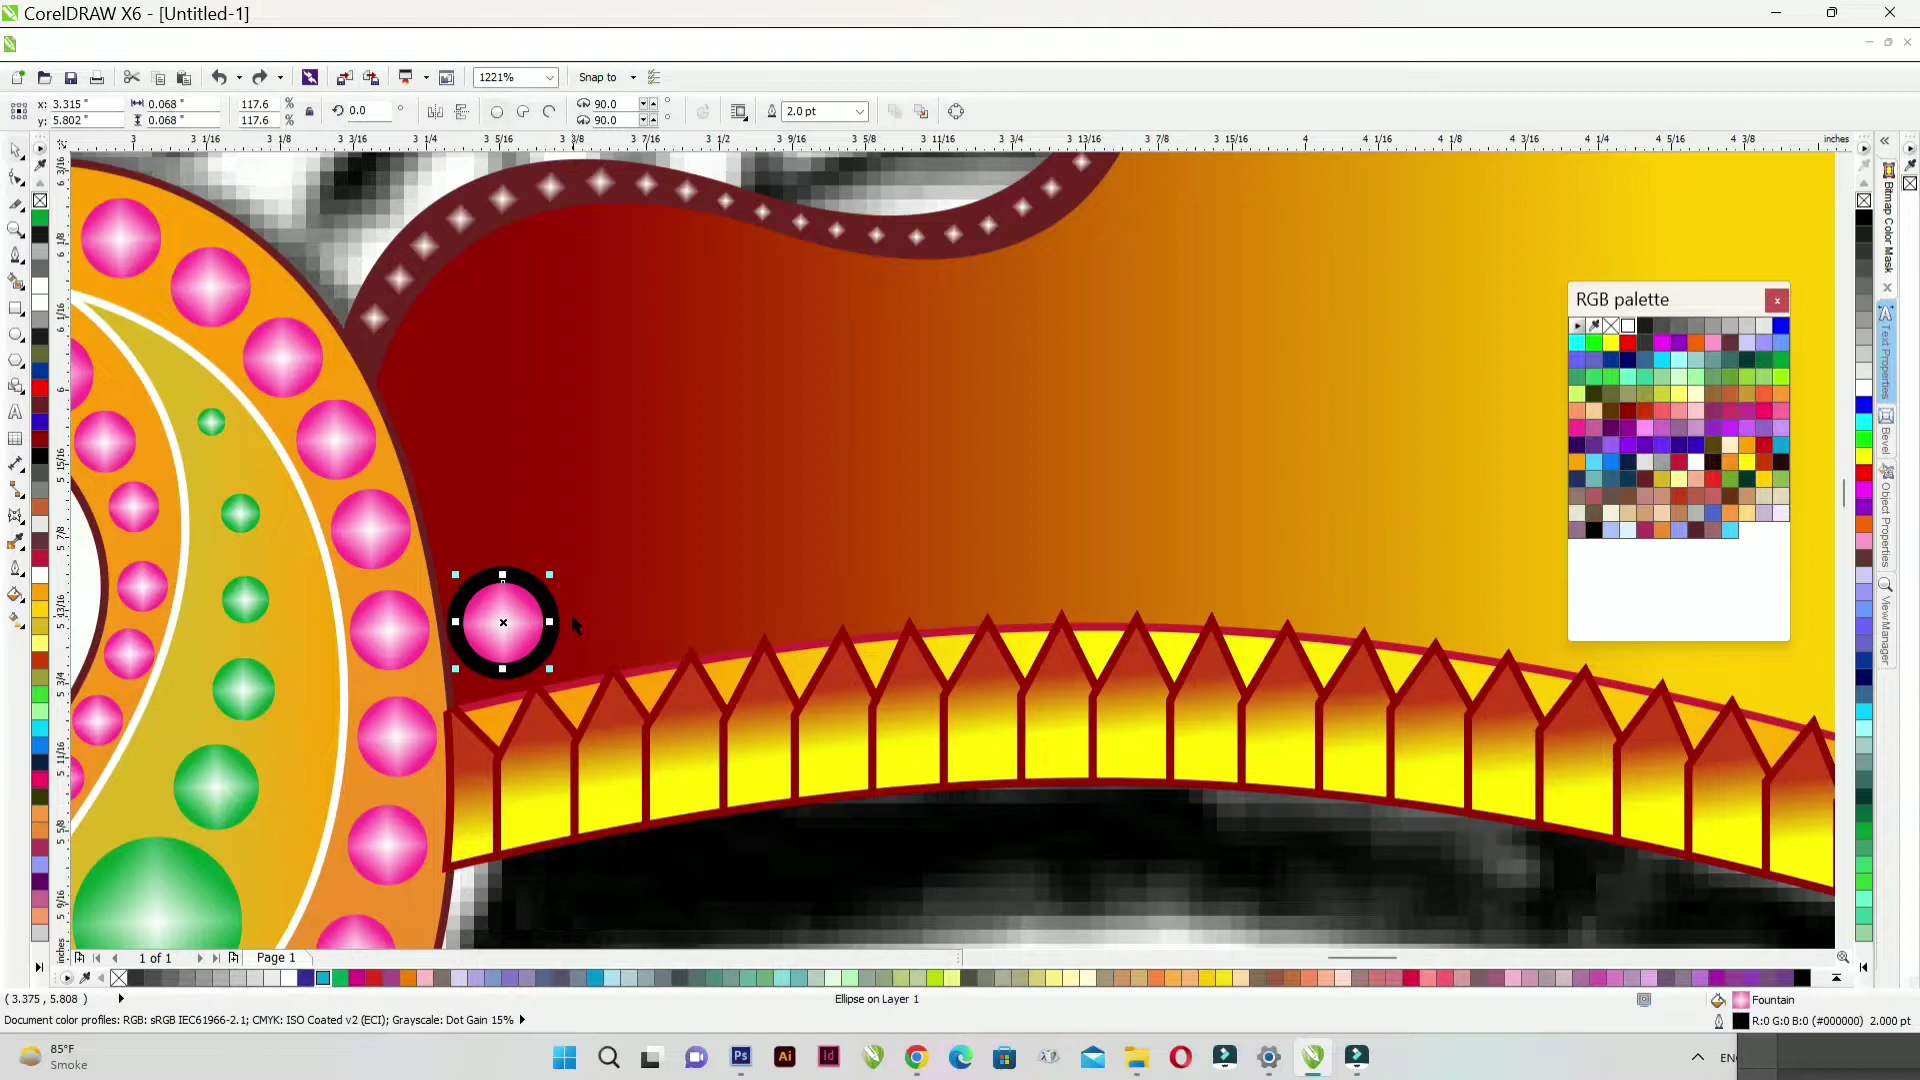 CorelDRAW X6 - [Untitled-1]
1221%
Snap to
x: 3.315 "
y: 5.802 "
0.068 "
0.068 "
117.6 %
117.6 %
0.0 °
90.0 °
90.0 °
2.0 pt
3 3 1/16 3 1/8 3 3/16 3 1/4 3 5/16 3 3/8 3 7/16 3 1/2 3 9/16 3 5/8 3 11/16 3 3/4 3 13/16 3 7/8 3 15/16 4 4 1/16 4 1/8 4 3/16 4 1/4 4 5/16 4 3/8 inches
RGB palette
Bitmap Color Mask
Text Properties
Bevel
Object Properties
View Manager
inches
1 of 1
Page 1
( 3.375 , 5.808 )
Ellipse on Layer 1
Fountain
Document color profiles: RGB: sRGB IEC61966-2.1; CMYK: ISO Coated v2 (ECI); Grayscale: Dot Gain 15%
R:0 G:0 B:0 (#000000) 2.000 pt
85°F
Smoke
Ps
Ai
Id